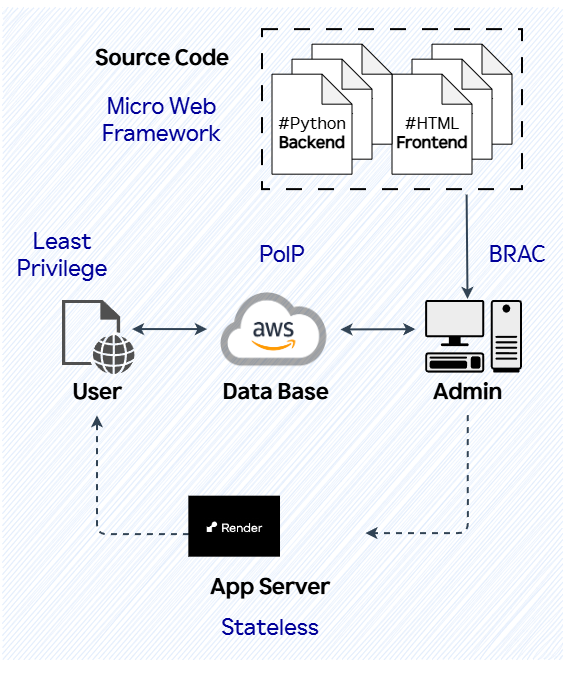 Source Code
Micro Web
Framework
#Python
Backend
#HTML
Frontend
Least
Privilege
PolP
BRAC
aws
User
Data Base
Admin
Render
App Server
Stateless